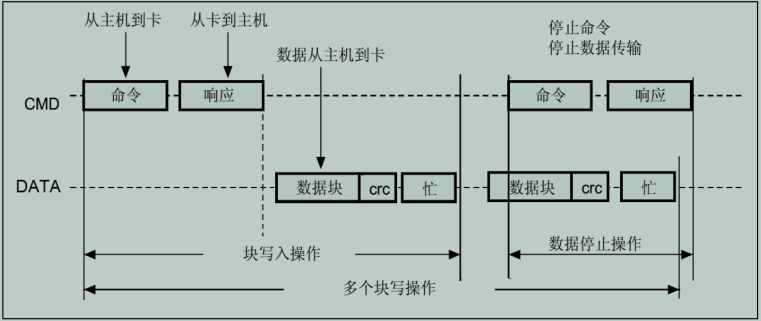 从主机到卡
从卡到主机
停止命令
停止数据传输
数据从主机到卡
CMD
命令
响应
命令
响应
DATA
数据块
crc
忙
数据块
crc
忙
块写入操作
数据停止操作
多个块写操作